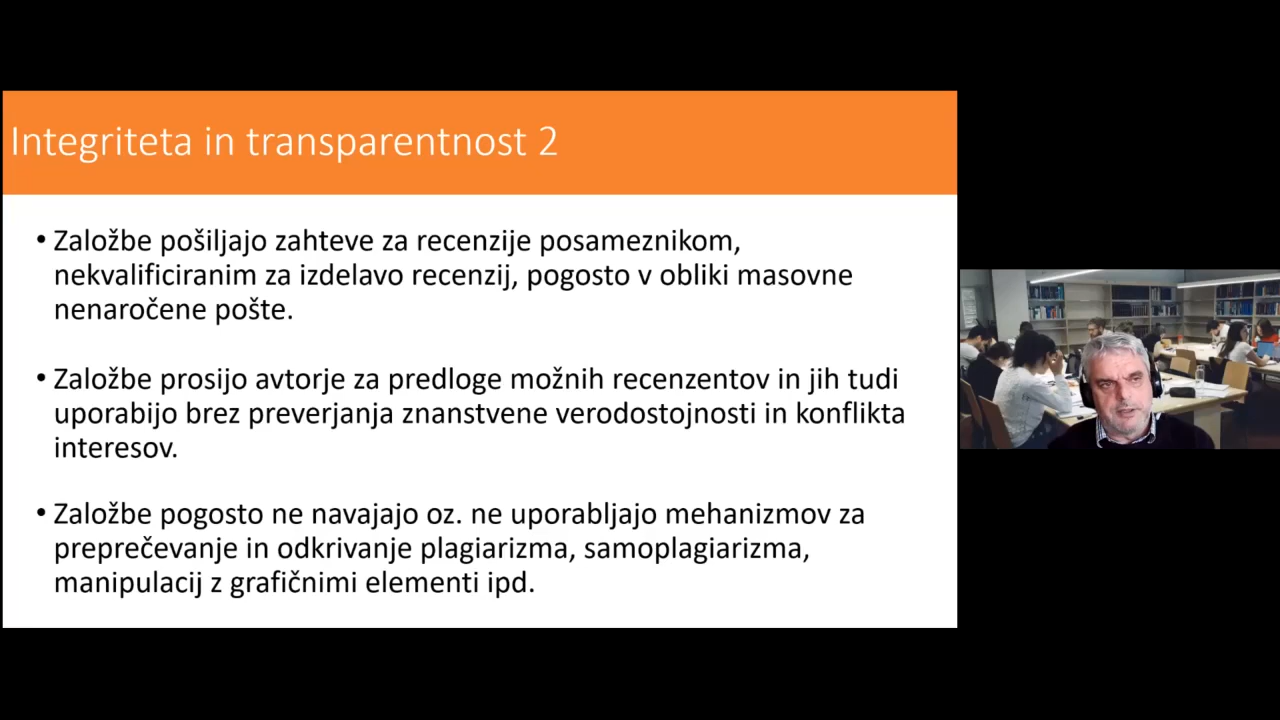 Integriteta in transparentnost 2
• Založbe pošiljajo zahteve za recenzije posameznikom,
nekvalificiranim za izdelavo recenzij, pogosto v obliki masovne
nenaročene pošte.
• Založbe prosijo avtorje za predloge možnih recenzentov in jih tudi
uporabijo brez preverjanja znanstvene verodostojnosti in konflikta
interesov.
• Založbe pogosto ne navajajo oz. ne uporabljajo mehanizmov za
preprečevanje in odkrivanje plagiarizma, samoplagiarizma,
manipulacij z grafičnimi elementi ipd.